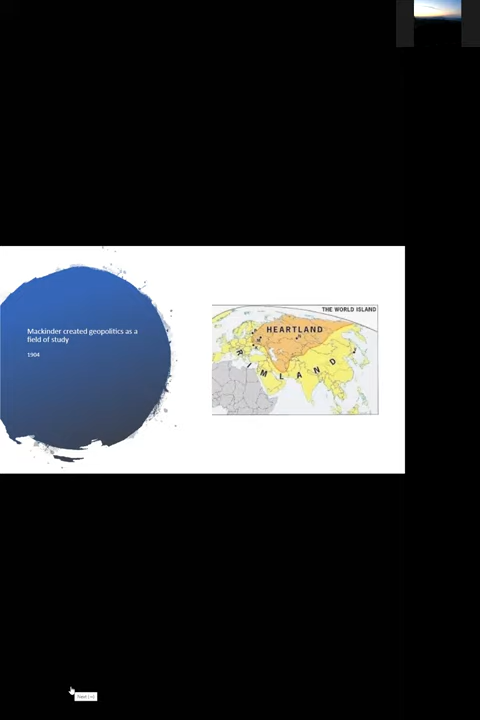 Mackinder created geopolitics as a
field of study
1904
THE WORLD ISLAND
HEARTLAND
RIMLAND